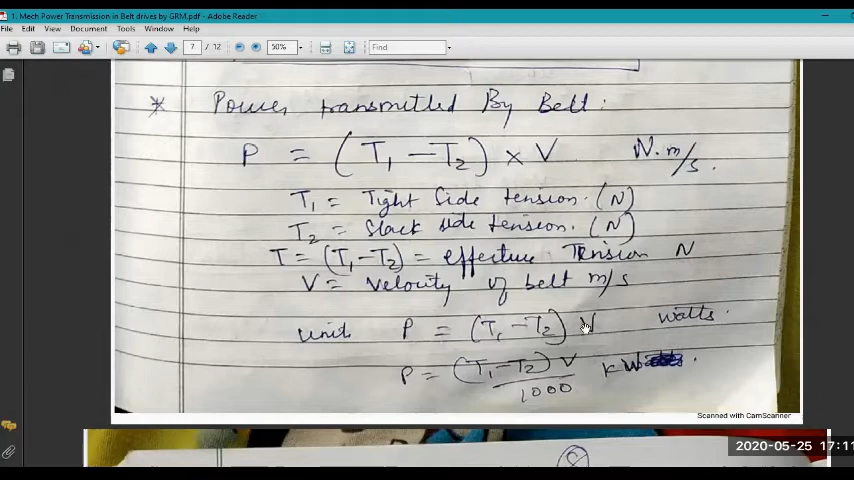 1. Mech Power Transmission in Belt drives by GRM.pdf - Adobe Reader
File Edit View Document Tools Window Help
7 / 12 50% Find
* Power transmitted By Belt :
P = (T₁ - T₂) × V N.m/s.
T₁ = Tight Side tension. (N)
T₂ = Slack side tension. (N)
T = (T₁ - T₂) = effective Tension N
V = velocity of belt m/s
Unit P = (T₁ - T₂) V watts.
P = (T₁ - T₂) V / 1000 KW
Scanned with CamScanner
2020-05-25 17:11
8